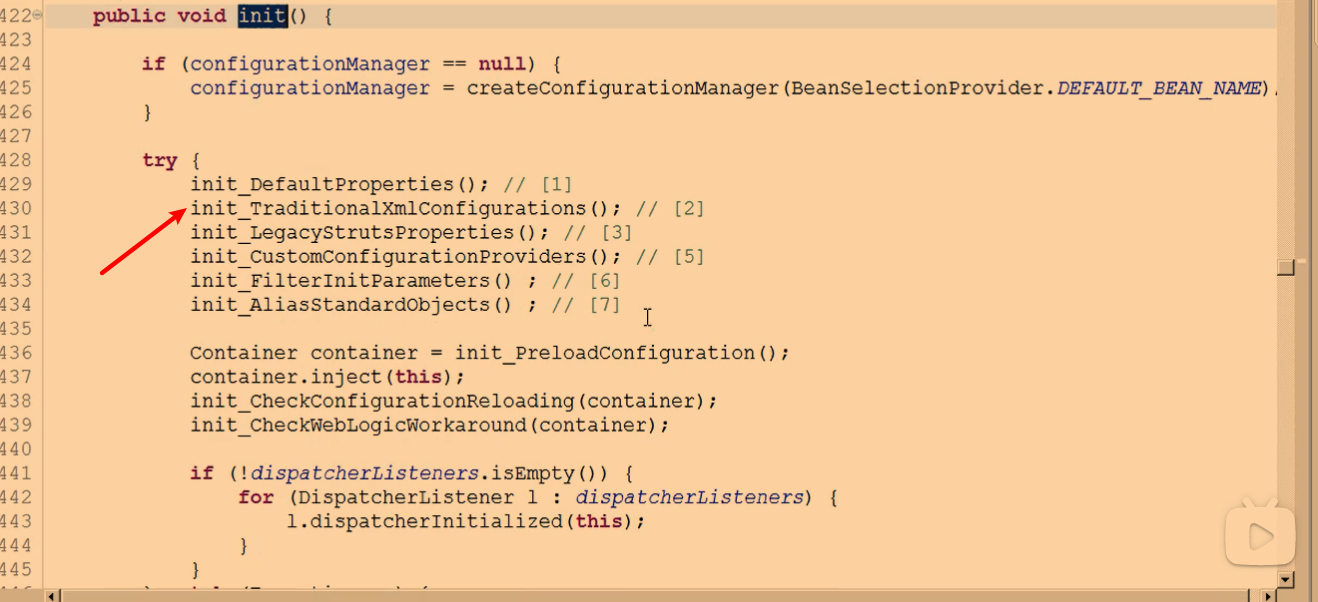 422 public void init() {
423
424 if (configurationManager == null) {
425 configurationManager = createConfigurationManager(BeanSelectionProvider.DEFAULT_BEAN_NAME)
426 }
427
428 try {
429 init_DefaultProperties(); // [1]
430 init_TraditionalXmlConfigurations(); // [2]
431 init_LegacyStrutsProperties(); // [3]
432 init_CustomConfigurationProviders(); // [5]
433 init_FilterInitParameters() ; // [6]
434 init_AliasStandardObjects() ; // [7]
435
436 Container container = init_PreloadConfiguration();
437 container.inject(this);
438 init_CheckConfigurationReloading(container);
439 init_CheckWebLogicWorkaround(container);
440
441 if (!dispatcherListeners.isEmpty()) {
442 for (DispatcherListener l : dispatcherListeners) {
443 l.dispatcherInitialized(this);
444 }
445 }